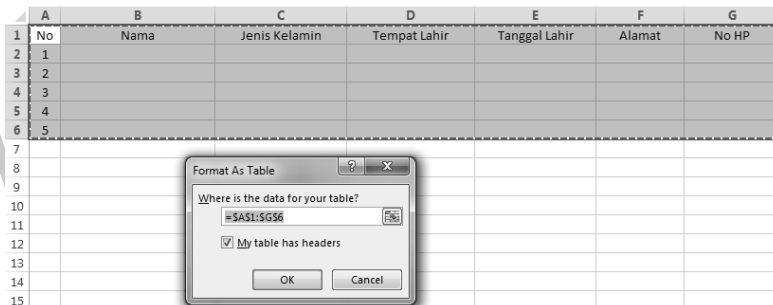 A B C D E F G
1 No Nama Jenis Kelamin Tempat Lahir Tanggal Lahir Alamat No HP
2 1
3 2
4 3
5 4
6 5
7
8
9
10
11
12
13
14
15
Format As Table ?
Where is the data for your table?
=$A$1:$G$6
My table has headers
OK Cancel